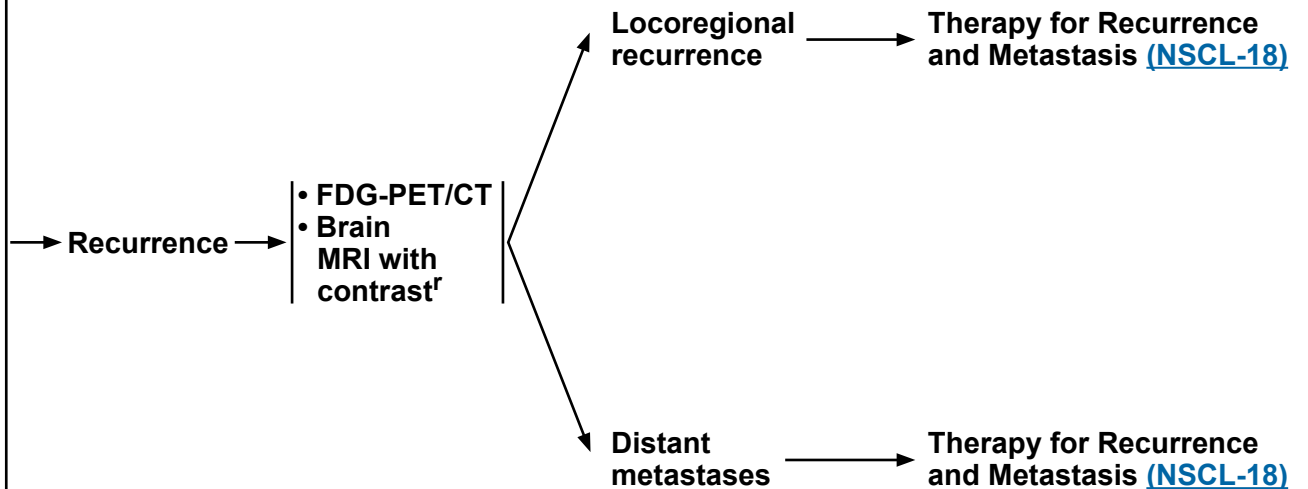 Locoregional
recurrence
Therapy for Recurrence
and Metastasis (NSCL-18)
Recurrence
• FDG-PET/CT
• Brain
MRI with
contrastʳ
Distant
metastases
Therapy for Recurrence
and Metastasis (NSCL-18)